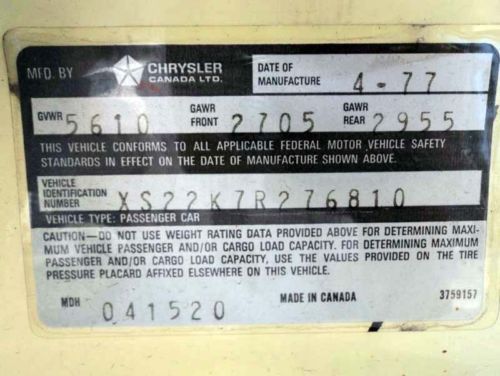 MFD. BY CHRYSLER CANADA LTD. DATE OF MANUFACTURE 4-77
GVWR 5610 GAWR FRONT 2705 GAWR REAR 2955
THIS VEHICLE CONFORMS TO ALL APPLICABLE FEDERAL MOTOR VEHICLE SAFETY
STANDARDS IN EFFECT ON THE DATE OF MANUFACTURE SHOWN ABOVE.
VEHICLE IDENTIFICATION NUMBER XS22K7R276810
VEHICLE TYPE: PASSENGER CAR
CAUTION—DO NOT USE WEIGHT RATING DATA PROVIDED ABOVE FOR DETERMINING MAXI-
MUM VEHICLE PASSENGER AND/OR CARGO LOAD CAPACITY. FOR DETERMINING MAXIMUM
PASSENGER AND/OR CARGO LOAD CAPACITY, USE THE VALUES PROVIDED ON THE TIRE
PRESSURE PLACARD AFFIXED ELSEWHERE ON THIS VEHICLE.
MDH 041520 MADE IN CANADA 3759157